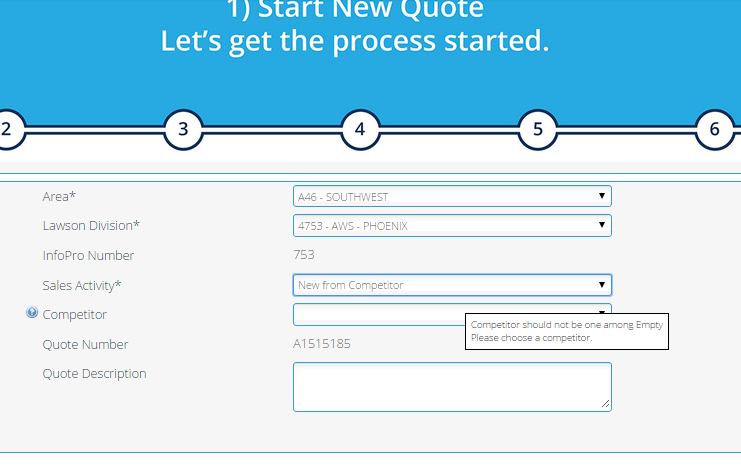 1) Start New Quote
Let's get the process started.
2 3 4 5 6
Area* A46 - SOUTHWEST
Lawson Division* 4753 - AWS - PHOENIX
InfoPro Number 753
Sales Activity* New from Competitor
? Competitor
Competitor should not be one among Empty
Please choose a competitor.
Quote Number A1515185
Quote Description